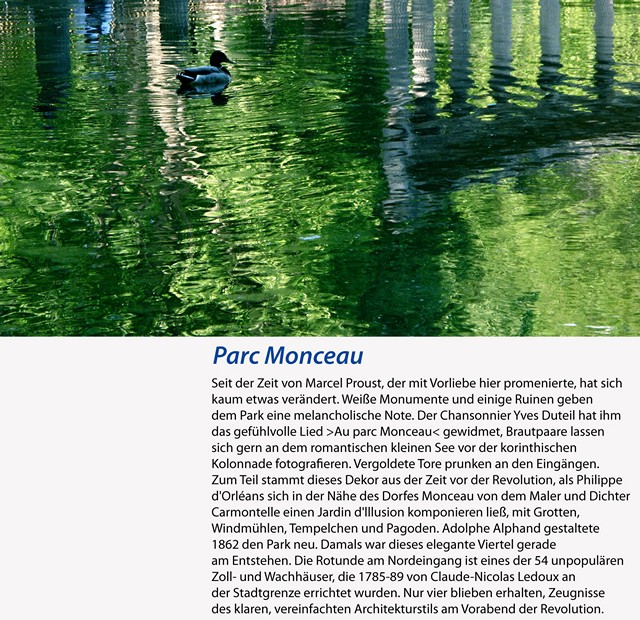 Parc Monceau
Seit der Zeit von Marcel Proust, der mit Vorliebe hier promenierte, hat sich
kaum etwas verändert. Weiße Monumente und einige Ruinen geben
dem Park eine melancholische Note. Der Chansonnier Yves Duteil hat ihm
das gefühlvolle Lied >Au parc Monceau< gewidmet, Brautpaare lassen
sich gern an dem romantischen kleinen See vor der korinthischen
Kolonnade fotografieren. Vergoldete Tore prunken an den Eingängen.
Zum Teil stammt dieses Dekor aus der Zeit vor der Revolution, als Philippe
d'Orléans sich in der Nähe des Dorfes Monceau von dem Maler und Dichter
Carmontelle einen Jardin d'Illusion komponieren ließ, mit Grotten,
Windmühlen, Tempelchen und Pagoden. Adolphe Alphand gestaltete
1862 den Park neu. Damals war dieses elegante Viertel gerade
am Entstehen. Die Rotunde am Nordeingang ist eines der 54 unpopulären
Zoll- und Wachhäuser, die 1785-89 von Claude-Nicolas Ledoux an
der Stadtgrenze errichtet wurden. Nur vier blieben erhalten, Zeugnisse
des klaren, vereinfachten Architekturstils am Vorabend der Revolution.